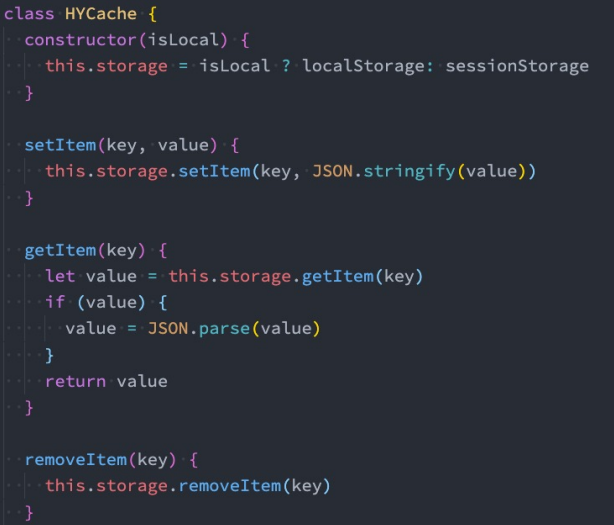 class HYCache {
  constructor(isLocal) {
    this.storage = isLocal ? localStorage: sessionStorage
  }

  setItem(key, value) {
    this.storage.setItem(key, JSON.stringify(value))
  }

  getItem(key) {
    let value = this.storage.getItem(key)
    if (value) {
      value = JSON.parse(value)
    }
    return value
  }

  removeItem(key) {
    this.storage.removeItem(key)
  }